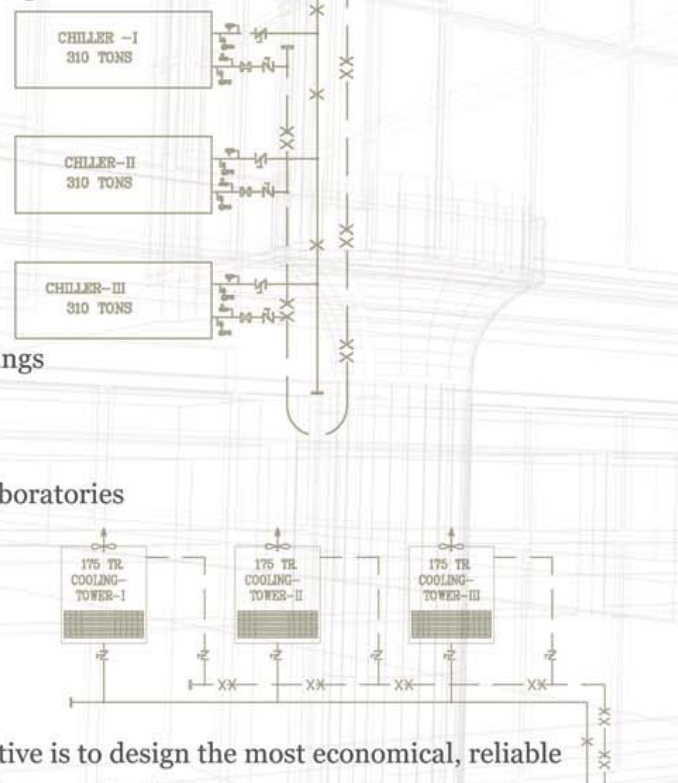 CHILLER -I
310 TONS
CHLLER-II
310 TONS
CHILLER-III
310 TONS
ngs
boratories
175 TR
COOLING-
TOWER-I
175 TR
COOLING-
TOWER-II
175 TR
COOLING-
TOWER-III
tive is to design the most economical, reliable